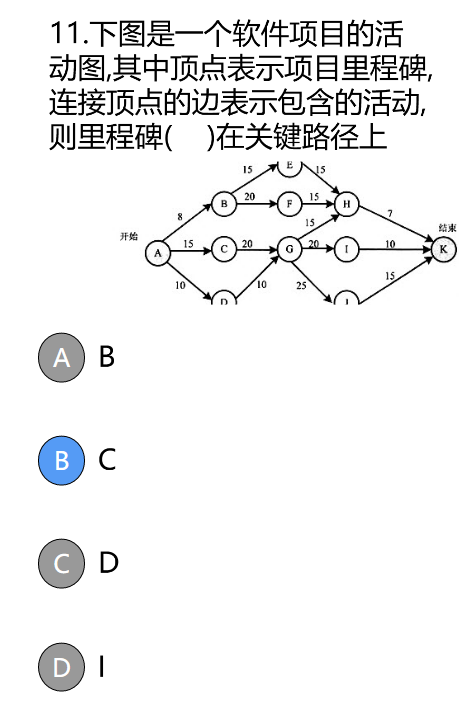 11.下图是一个软件项目的活
动图,其中顶点表示项目里程碑,
连接顶点的边表示包含的活动,
则里程碑( )在关键路径上
15 E 15
B 20 F 15 H
8 15 7
开始 结束
A 15 C 20 G 20 I 10 K
10 D 10 25 J 15
A B
B C
C D
D I